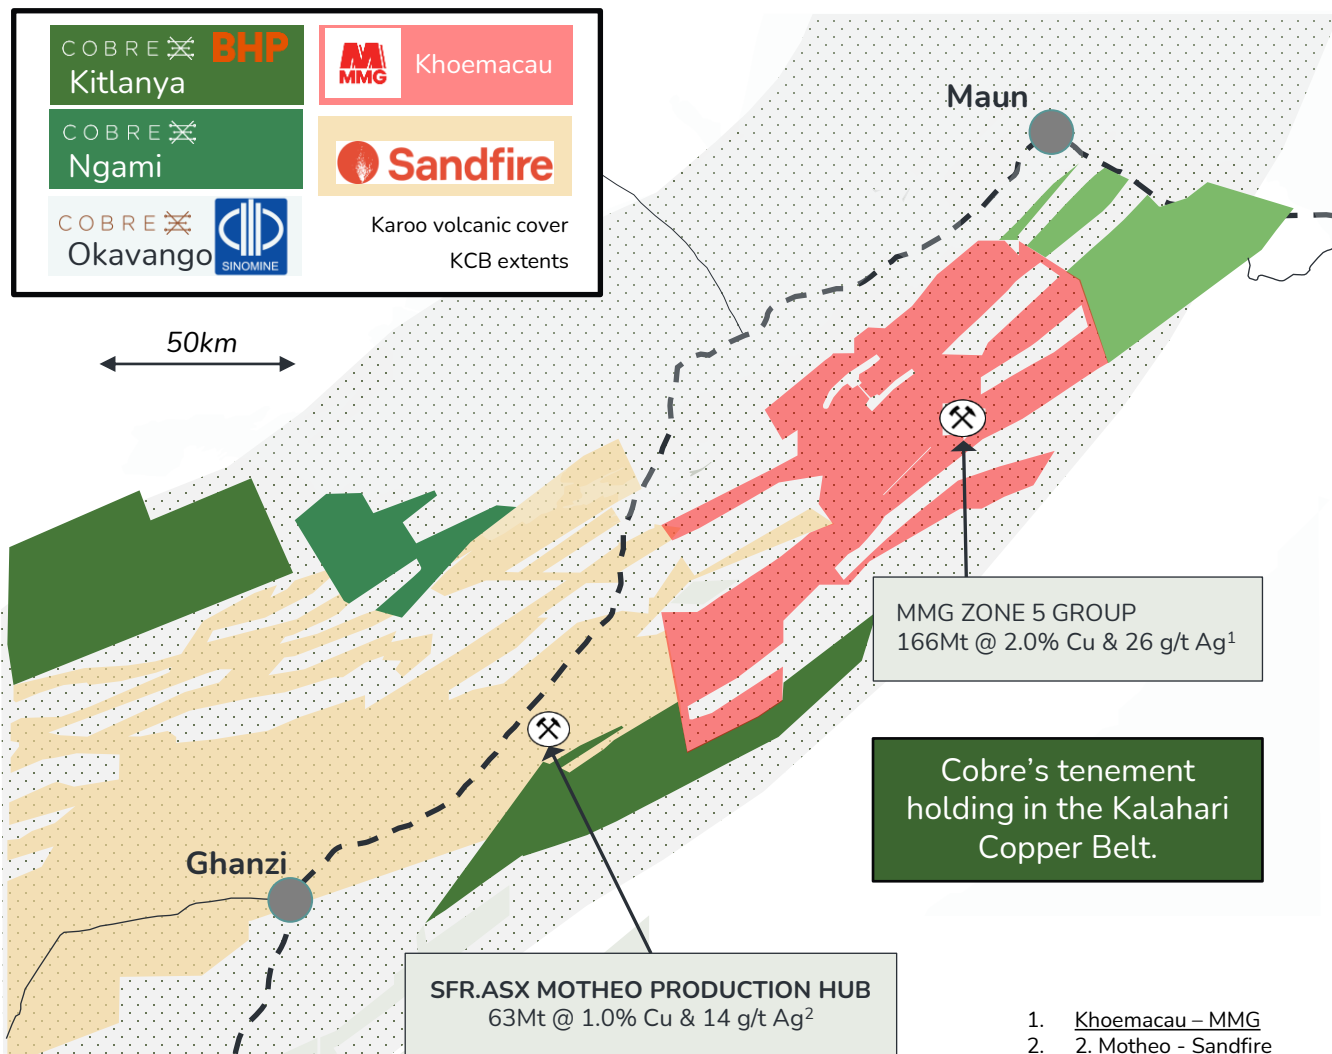 COBRE BHP
Kitlanya
MMG
Khoemacau
COBRE
Ngami
Sandfire
COBRE
Okavango
SINOMINE
Karoo volcanic cover
KCB extents
Maun
50km
MMG ZONE 5 GROUP
166Mt @ 2.0% Cu & 26 g/t Ag¹
Cobre’s tenement
holding in the Kalahari
Copper Belt.
Ghanzi
SFR.ASX MOTHEO PRODUCTION HUB
63Mt @ 1.0% Cu & 14 g/t Ag²
1. Khoemacau – MMG
2. 2. Motheo - Sandfire